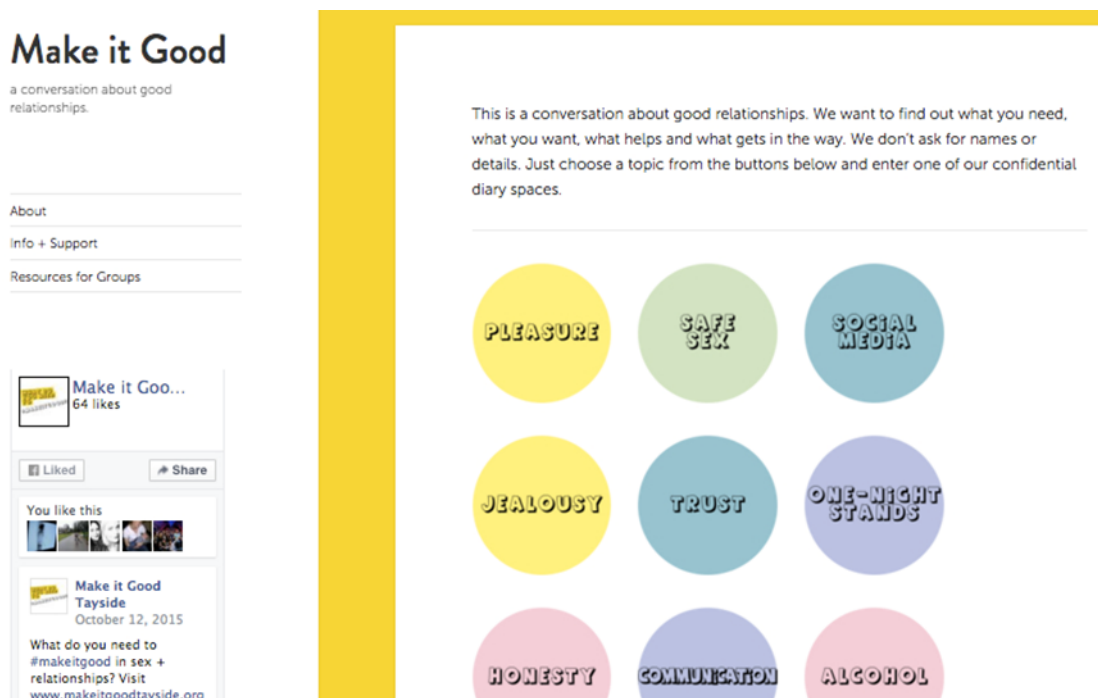 Make it Good
a conversation about good
relationships.
About
Info + Support
Resources for Groups
Make it Goo...
64 likes
Liked
Share
You like this
Make it Good
Tayside
October 12, 2015
What do you need to
#makeitgood in sex +
relationships? Visit
www.makeitgoodtayside.org
This is a conversation about good relationships. We want to find out what you need,
what you want, what helps and what gets in the way. We don't ask for names or
details. Just choose a topic from the buttons below and enter one of our confidential
diary spaces.
PLEASURE
SAFE
SEX
SOCiAL
MEDiA
JEALOUSY
TRUST
ONE-NiGHT
STANDS
HONESTY
COMMUNiCATiON
ALCOHOL